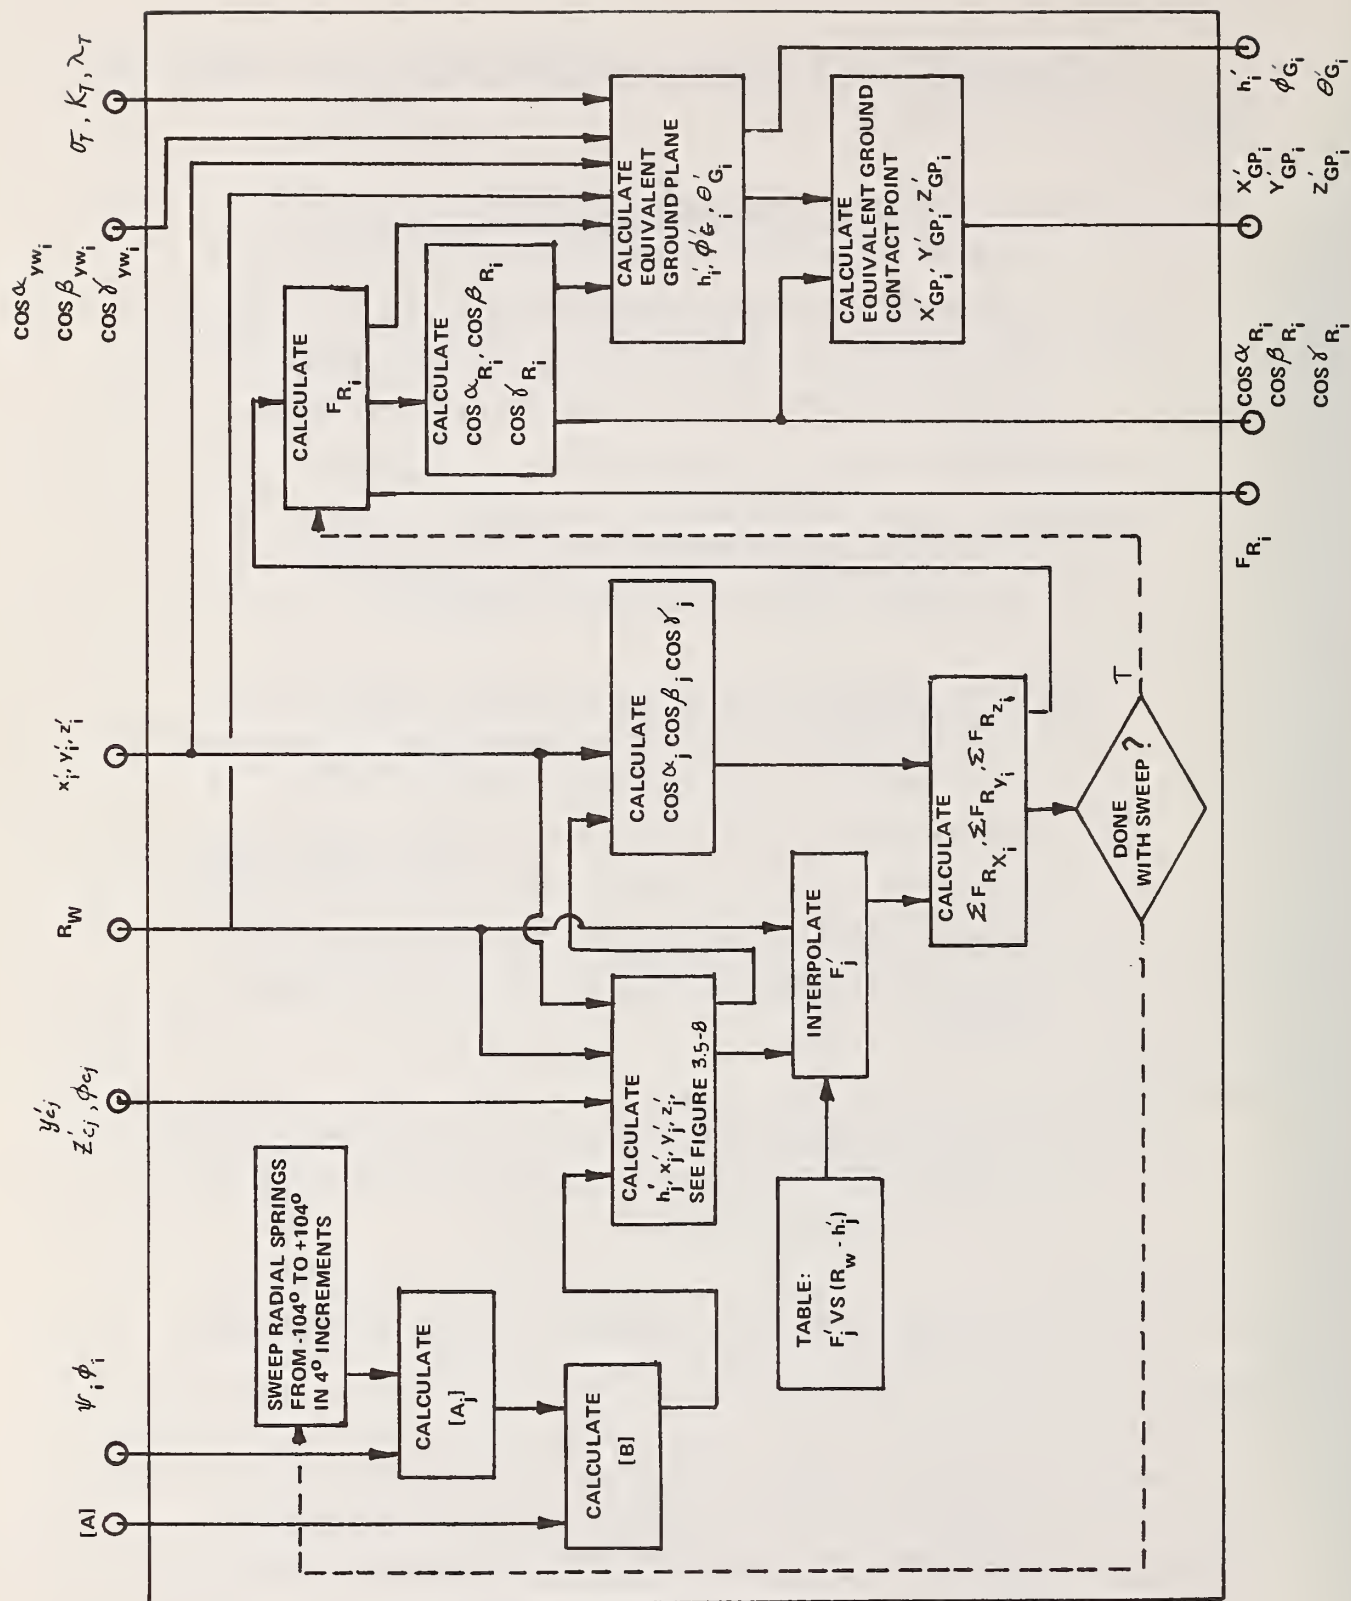 [A]
ψi φi
y'cj
z'cj, φcj
RW
x'i, y'i, z'i
COS αywi
COS βywi
COS γywi
σT, KT, λT
SWEEP RADIAL SPRINGS
FROM -104° TO +104°
IN 4° INCREMENTS
CALCULATE
[Aj]
CALCULATE
[B]
CALCULATE
h'j, x'j, y'j, z'j,
SEE FIGURE 3.5-8
TABLE:
F'j VS (Rw - h'j)
INTERPOLATE
F'j
CALCULATE
COS αj COS βj COS γj
CALCULATE
ΣFRXi, ΣFRyi, ΣFRzi
DONE
WITH SWEEP?
T
CALCULATE
FRi
CALCULATE
COS αRi, COS βRi
COS γRi
CALCULATE
EQUIVALENT
GROUND PLANE
h'i, φ'Gi, θ'Gi
CALCULATE
EQUIVALENT GROUND
CONTACT POINT
X'GPi, Y'GPi, Z'GPi
FRi
COS αRi
COS βRi
COS γRi
X'GPi
Y'GPi
Z'GPi
h'i
φ'Gi
θ'Gi